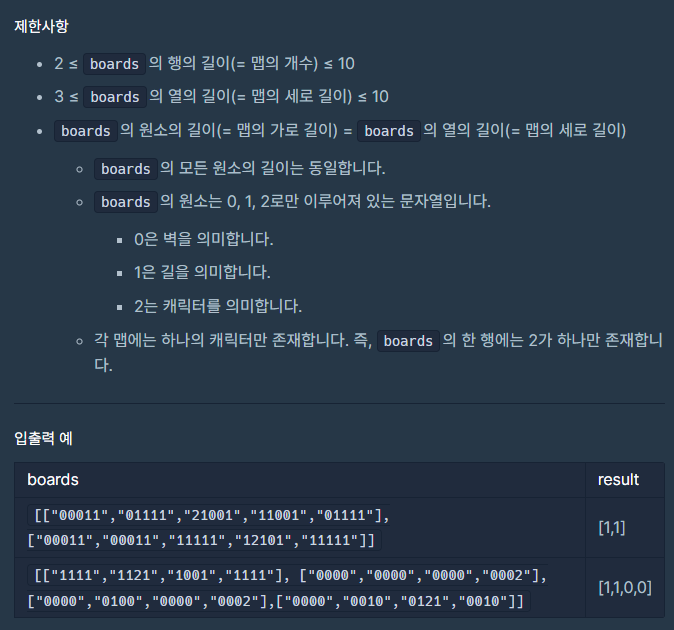 제한사항
• 2 ≤ boards 의 행의 길이(= 맵의 개수) ≤ 10
• 3 ≤ boards 의 열의 길이(= 맵의 세로 길이) ≤ 10
• boards 의 원소의 길이(= 맵의 가로 길이) = boards 의 열의 길이(= 맵의 세로 길이)
◦ boards 의 모든 원소의 길이는 동일합니다.
◦ boards 의 원소는 0, 1, 2로만 이루어져 있는 문자열입니다.
▪ 0은 벽을 의미합니다.
▪ 1은 길을 의미합니다.
▪ 2는 캐릭터를 의미합니다.
◦ 각 맵에는 하나의 캐릭터만 존재합니다. 즉, boards 의 한 행에는 2가 하나만 존재합니
다.
입출력 예
boards result
[["00011","01111","21001","11001","01111"],
["00011","00011","11111","12101","11111"]] [1,1]
[["1111","1121","1001","1111"], ["0000","0000","0000","0002"],
["0000","0100","0000","0002"],["0000","0010","0121","0010"]] [1,1,0,0]